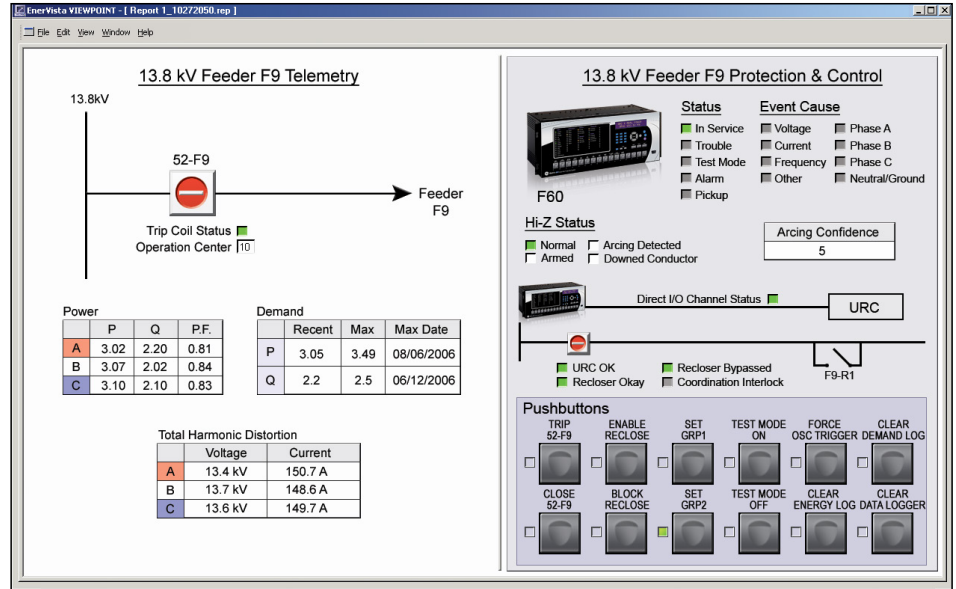 EnerVista VIEWPOINT - [ Report 1_10272050.rep ]
File Edit View Window Help
13.8 kV Feeder F9 Telemetry
13.8kV
52-F9
Feeder
F9
Trip Coil Status
Operation Center 10
Power
P Q P.F.
A 3.02 2.20 0.81
B 3.07 2.02 0.84
C 3.10 2.10 0.83
Demand
Recent Max Max Date
P 3.05 3.49 08/06/2006
Q 2.2 2.5 06/12/2006
Total Harmonic Distortion
Voltage Current
A 13.4 kV 150.7 A
B 13.7 kV 148.6 A
C 13.6 kV 149.7 A
13.8 kV Feeder F9 Protection & Control
F60
Status
In Service
Trouble
Test Mode
Alarm
Pickup
Event Cause
Voltage Phase A
Current Phase B
Frequency Phase C
Other Neutral/Ground
Hi-Z Status
Normal Arcing Detected
Armed Downed Conductor
Arcing Confidence
5
Direct I/O Channel Status
URC
URC OK Recloser Bypassed
Recloser Okay Coordination Interlock
F9-R1
Pushbuttons
TRIP ENABLE SET TEST MODE FORCE CLEAR
52-F9 RECLOSE GRP1 ON OSC TRIGGER DEMAND LOG
CLOSE BLOCK SET TEST MODE CLEAR CLEAR
52-F9 RECLOSE GRP2 OFF ENERGY LOG DATA LOGGER